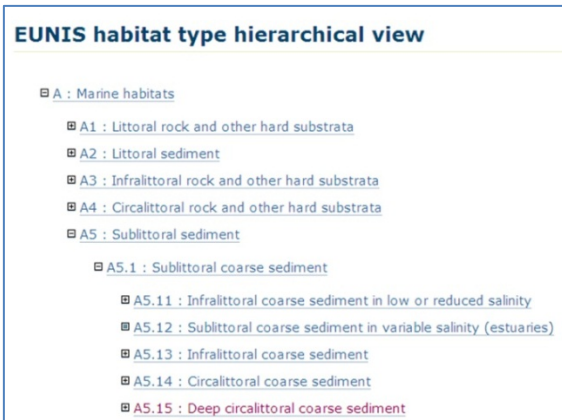 EUNIS habitat type hierarchical view
A : Marine habitats
A1 : Littoral rock and other hard substrata
A2 : Littoral sediment
A3 : Infralittoral rock and other hard substrata
A4 : Circalittoral rock and other hard substrata
A5 : Sublittoral sediment
A5.1 : Sublittoral coarse sediment
A5.11 : Infralittoral coarse sediment in low or reduced salinity
A5.12 : Sublittoral coarse sediment in variable salinity (estuaries)
A5.13 : Infralittoral coarse sediment
A5.14 : Circalittoral coarse sediment
A5.15 : Deep circalittoral coarse sediment